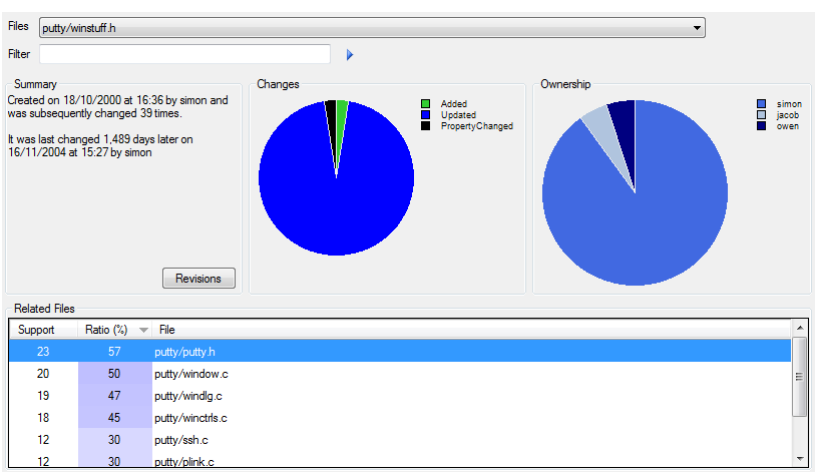 Files putty/winstuff.h
Filter
Summary
Created on 18/10/2000 at 16:36 by simon and
was subsequently changed 39 times.
It was last changed 1,489 days later on
16/11/2004 at 15:27 by simon
Revisions
Changes
Added
Updated
PropertyChanged
Ownership
simon
jacob
owen
Related Files
Support Ratio (%) File
23 57 putty/putty.h
20 50 putty/window.c
19 47 putty/windlg.c
18 45 putty/winctrls.c
12 30 putty/ssh.c
12 30 putty/plink.c